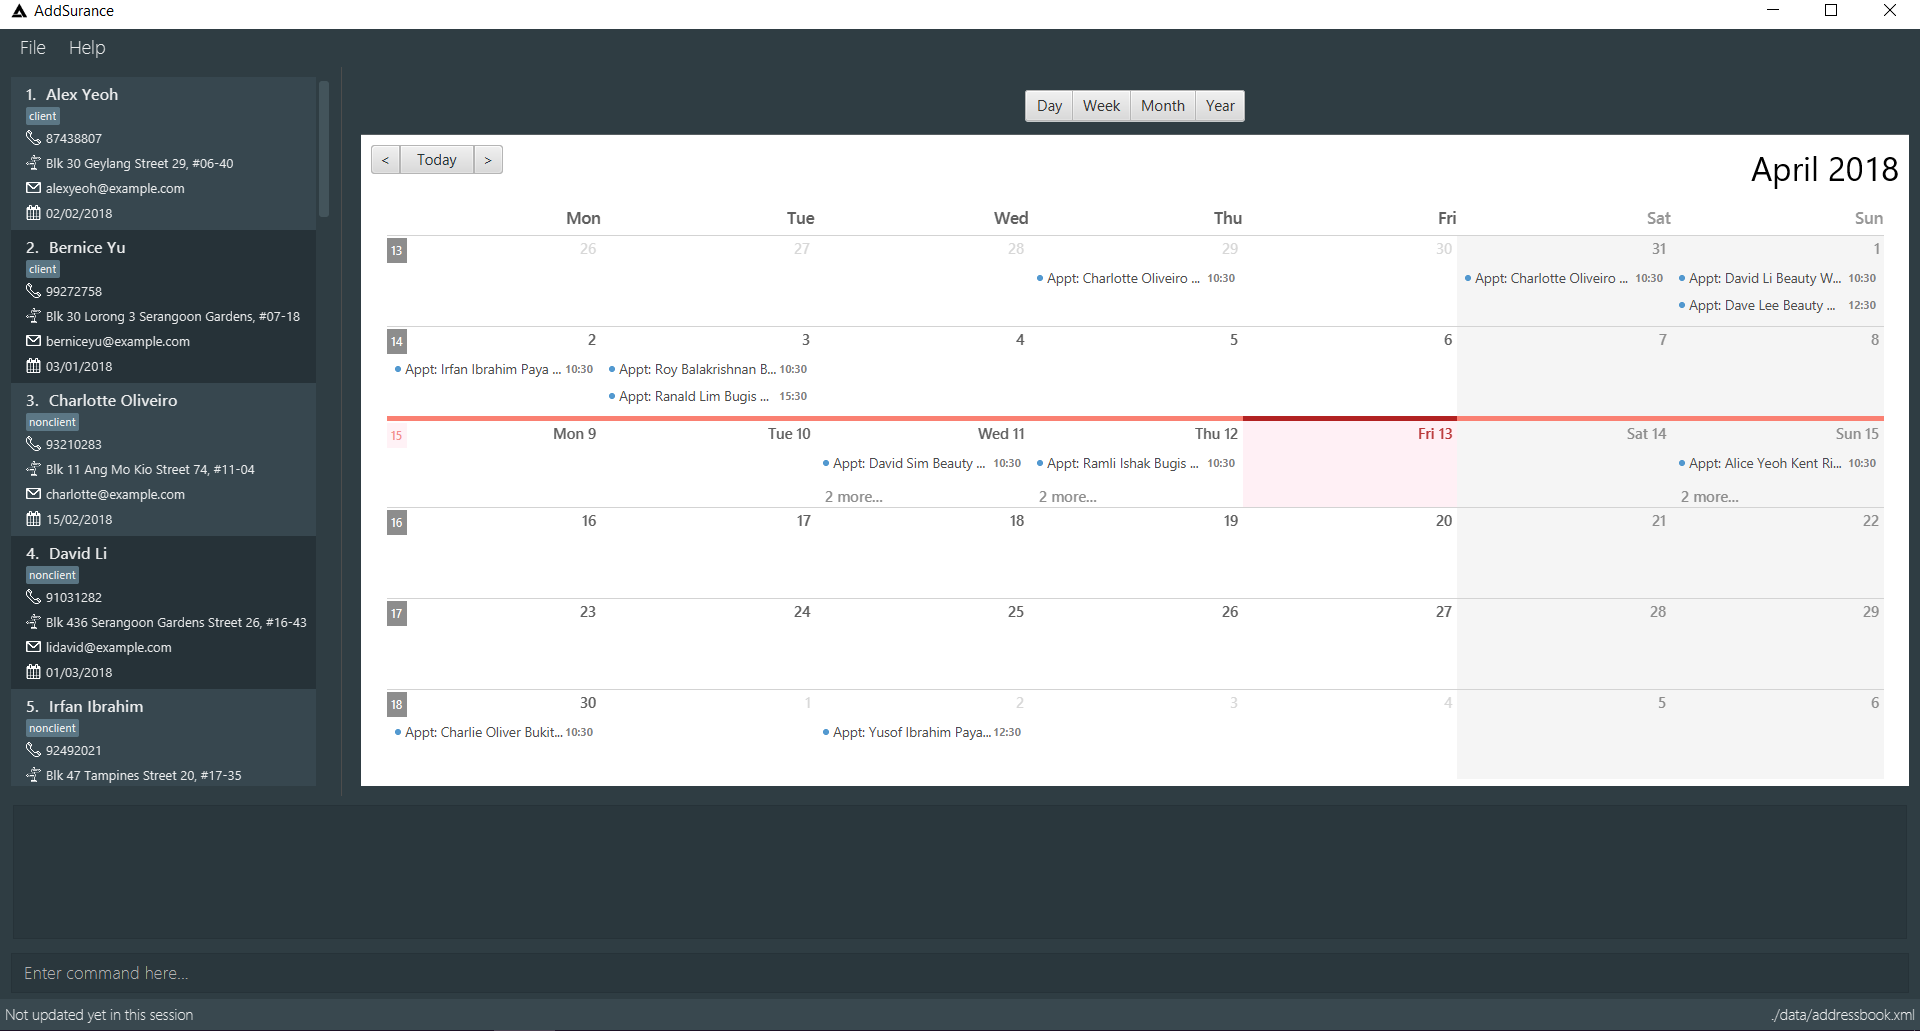 AddSurance
File Help
1. Alex Yeoh
client
87438807
Blk 30 Geylang Street 29, #06-40
alexyeoh@example.com
02/02/2018
2. Bernice Yu
client
99272758
Blk 30 Lorong 3 Serangoon Gardens, #07-18
berniceyu@example.com
03/01/2018
3. Charlotte Oliveiro
nonclient
93210283
Blk 11 Ang Mo Kio Street 74, #11-04
charlotte@example.com
15/02/2018
4. David Li
nonclient
91031282
Blk 436 Serangoon Gardens Street 26, #16-43
lidavid@example.com
01/03/2018
5. Irfan Ibrahim
nonclient
92492021
Blk 47 Tampines Street 20, #17-35
Day Week Month Year
< Today >
April 2018
Mon Tue Wed Thu Fri Sat Sun
13 26 27 28 29 30 31 1
Appt: Charlotte Oliveiro ... 10:30 Appt: Charlotte Oliveiro ... 10:30 Appt: David Li Beauty W... 10:30
Appt: Dave Lee Beauty ... 12:30
14 2 3 4 5 6 7 8
Appt: Irfan Ibrahim Paya ... 10:30 Appt: Roy Balakrishnan B... 10:30
Appt: Ranald Lim Bugis ... 15:30
15 Mon 9 Tue 10 Wed 11 Thu 12 Fri 13 Sat 14 Sun 15
Appt: David Sim Beauty ... 10:30 Appt: Ramli Ishak Bugis ... 10:30 Appt: Alice Yeoh Kent Ri... 10:30
2 more... 2 more... 2 more...
16 16 17 18 19 20 21 22
17 23 24 25 26 27 28 29
18 30 1 2 3 4 5 6
Appt: Charlie Oliver Bukit... 10:30 Appt: Yusof Ibrahim Paya... 12:30
Enter command here...
Not updated yet in this session
./data/addressbook.xml